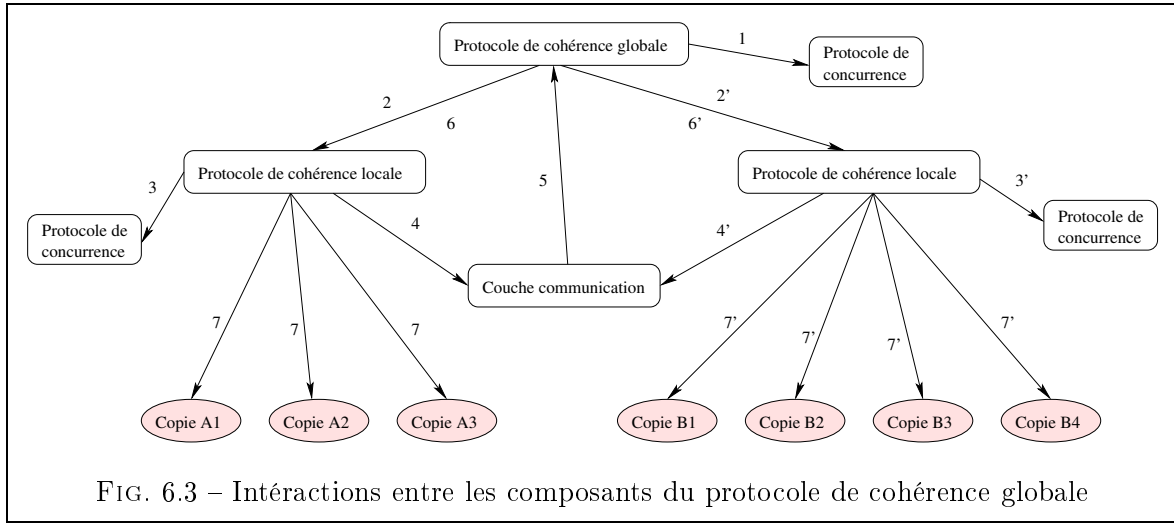 Protocole de cohérence globale
1
Protocole de
concurrence
2
6
2'
6'
Protocole de cohérence locale
Protocole de cohérence locale
3
5
3'
Protocole de
concurrence
4
4'
Protocole de
concurrence
Couche communication
7
7
7
7'
7'
7'
7'
Copie A1
Copie A2
Copie A3
Copie B1
Copie B2
Copie B3
Copie B4
FIG. 6.3 – Intéractions entre les composants du protocole de cohérence globale